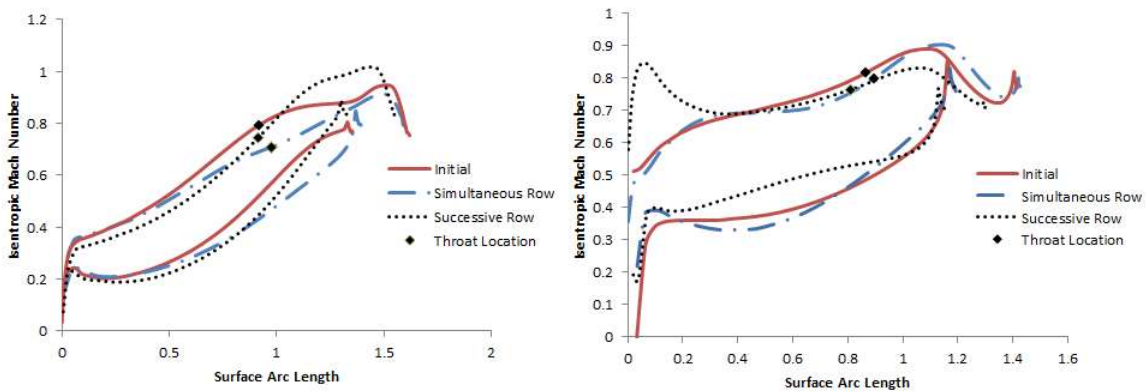 Isentropic Mach Number
1.2
1
0.8
0.6
0.4
0.2
0
0
0.5
1
1.5
2
Surface Arc Length
Initial
Simultaneous Row
Successive Row
Throat Location
Isentropic Mach Number
1
0.9
0.8
0.7
0.6
0.5
0.4
0.3
0.2
0.1
0
0
0.2
0.4
0.6
0.8
1
1.2
1.4
1.6
Surface Arc Length
Initial
Simultaneous Row
Successive Row
Throat Location